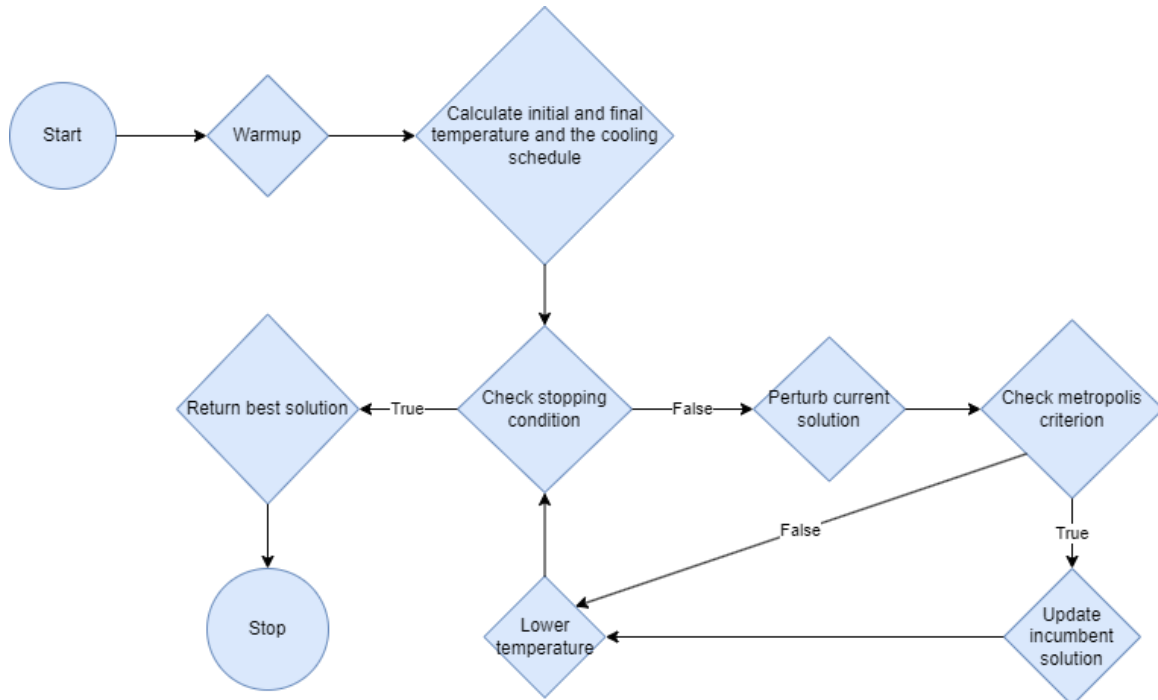 Start
Warmup
Calculate initial and final
temperature and the cooling
schedule
Return best solution
True
Check stopping
condition
False
Perturb current
solution
Check metropolis
criterion
False
True
Stop
Lower
temperature
Update
incumbent
solution